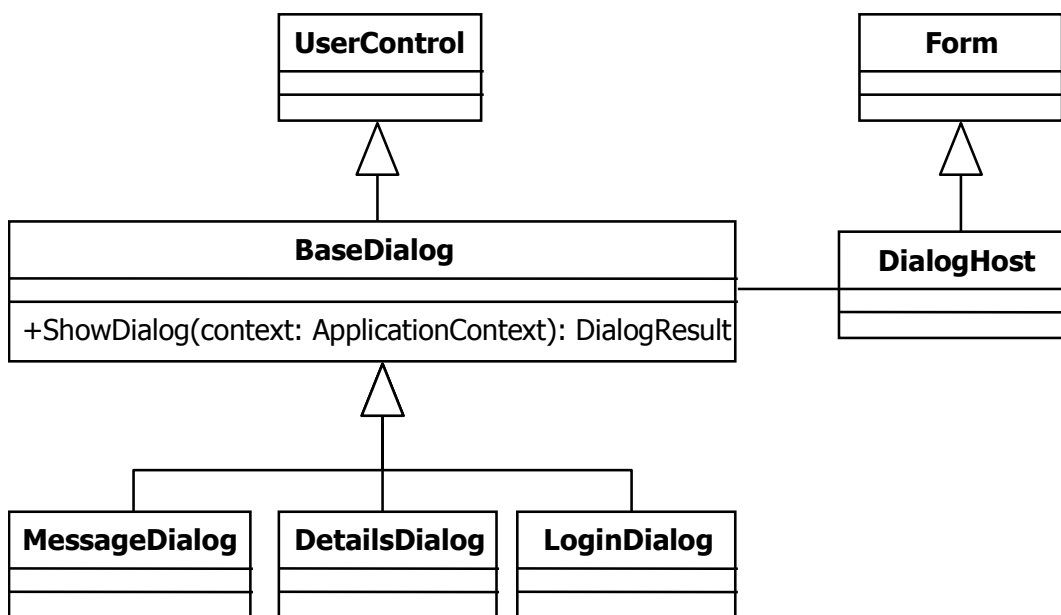 UserControl
Form
BaseDialog
DialogHost
+ShowDialog(context: ApplicationContext): DialogResult
MessageDialog
DetailsDialog
LoginDialog